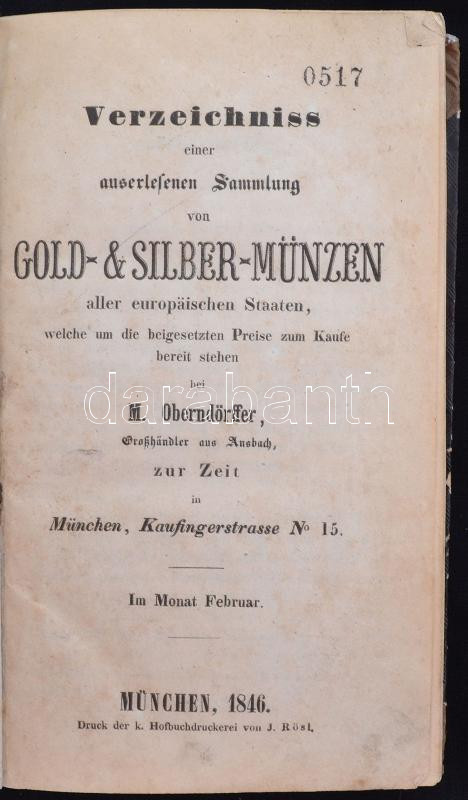 0517
Verzeichniss
einer
auserlesenen Sammlung
von
GOLD- & SILBER-MÜNZEN
aller europäischen Staaten,
welche um die beigesetzten Preise zum Kaufe
bereit stehen
bei
darabanth
M. Oberndörffer,
Großhändler aus Ansbach,
zur Zeit
in
München, Kaufingerstrasse No 15.
Im Monat Februar.
MÜNCHEN, 1846.
Druck der k. Hofbuchdruckerei von J. Rösl.